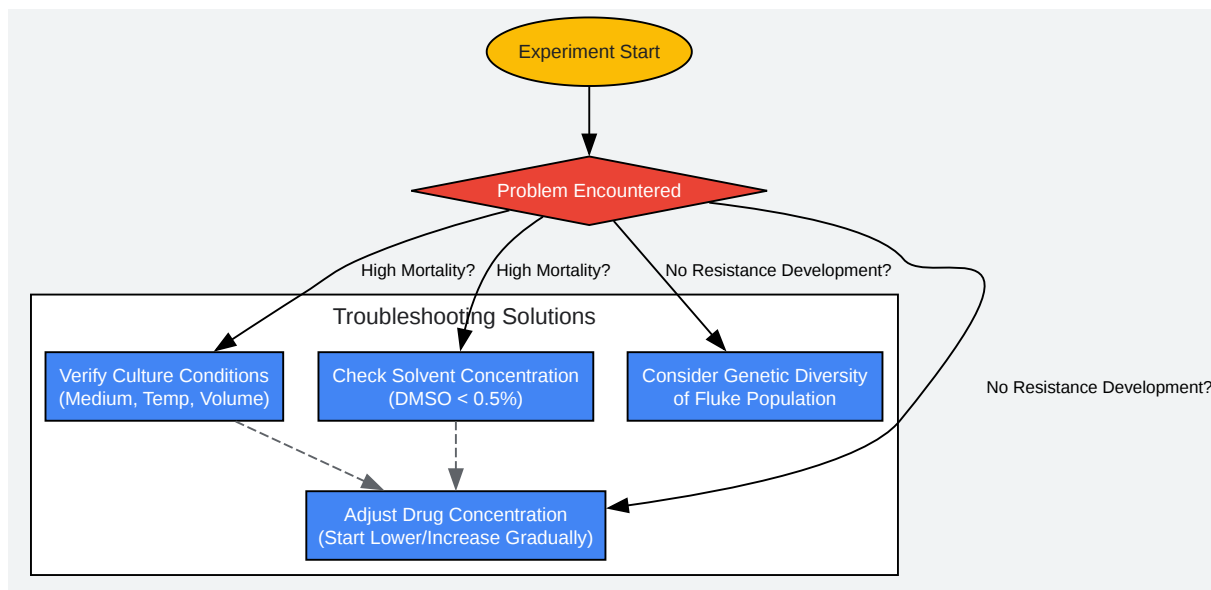 Experiment Start
Problem Encountered
High Mortality?
High Mortality?
No Resistance Development?
Troubleshooting Solutions
Verify Culture Conditions
(Medium, Temp, Volume)
Check Solvent Concentration
(DMSO < 0.5%)
Consider Genetic Diversity
of Fluke Population
No Resistance Development?
Adjust Drug Concentration
(Start Lower/Increase Gradually)